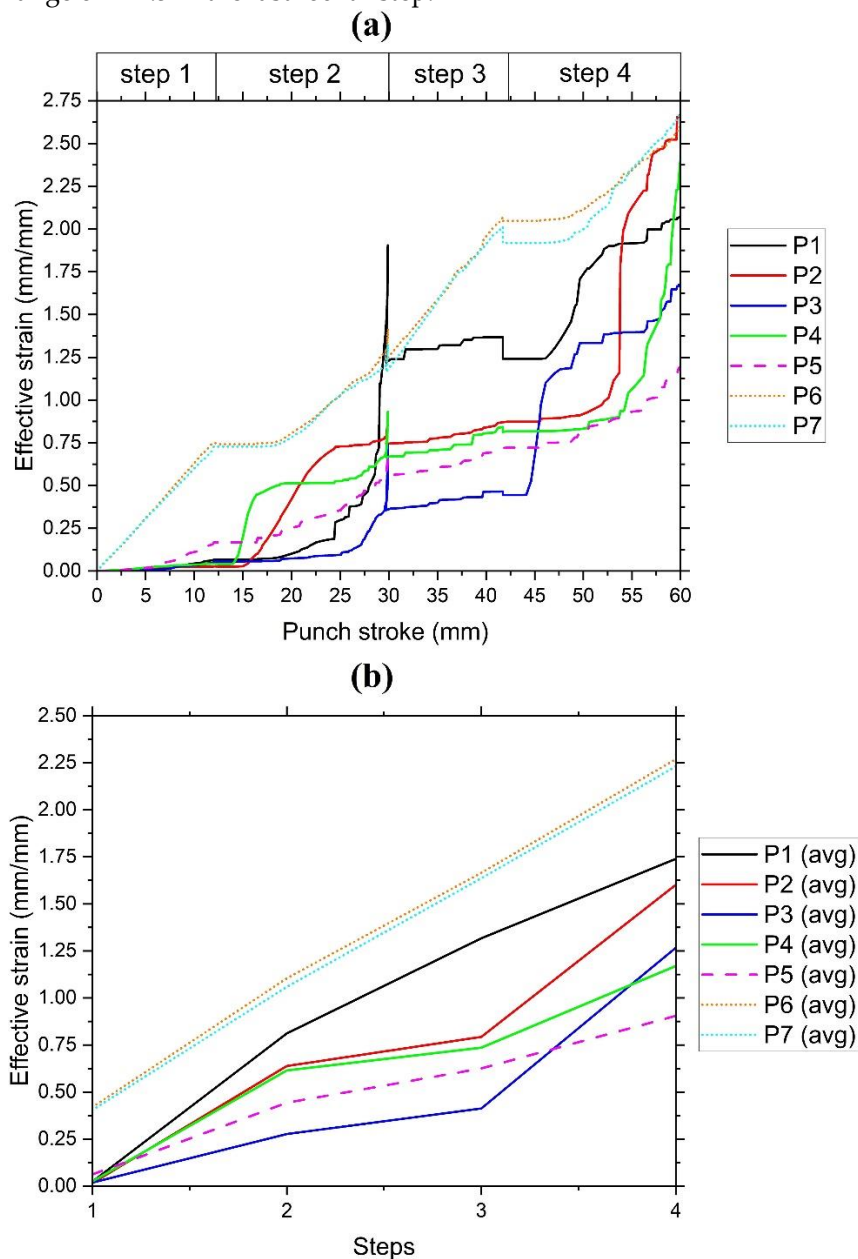 (a)
step 1 step 2 step 3 step 4
2.75
2.50
2.25
2.00
1.75
1.50
1.25
1.00
0.75
0.50
0.25
0.00
Effective strain (mm/mm)
0 5 10 15 20 25 30 35 40 45 50 55 60
Punch stroke (mm)
P1
P2
P3
P4
P5
P6
P7
(b)
2.50
2.25
2.00
1.75
1.50
1.25
1.00
0.75
0.50
0.25
0.00
Effective strain (mm/mm)
1 2 3 4
Steps
P1 (avg)
P2 (avg)
P3 (avg)
P4 (avg)
P5 (avg)
P6 (avg)
P7 (avg)